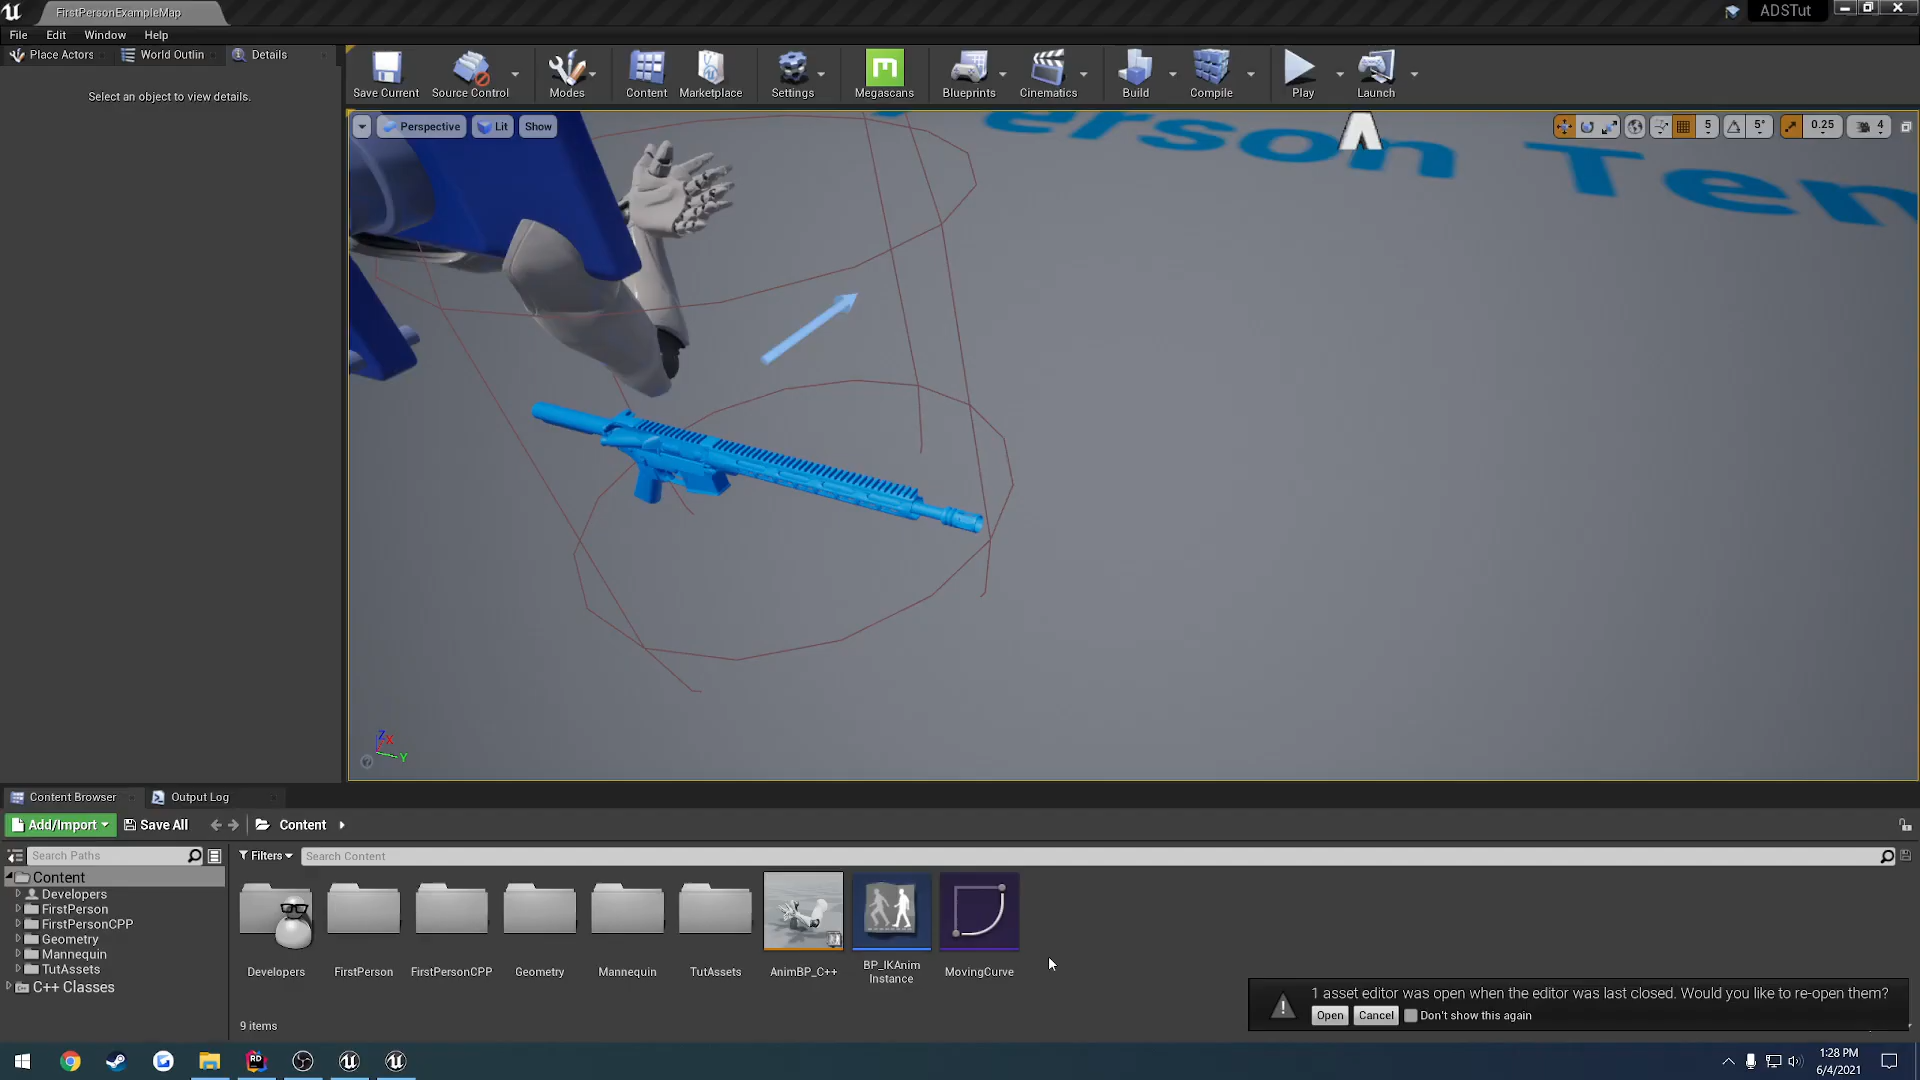 FirstPersonExampleMap
ADSTut
File Edit Window Help
Place Actors World Outlin Details
Select an object to view details.
Save Current Source Control Modes Content Marketplace Settings Megascans Blueprints Cinematics Build Compile Play Launch
Perspective Lit Show
5 5° 0.25 4
erson Tem
Z X Y
Content Browser Output Log
Add/Import Save All Content
Search Paths
Filters Search Content
Content
Developers
FirstPerson
FirstPersonCPP
Geometry
Mannequin
TutAssets
C++ Classes
Developers FirstPerson FirstPersonCPP Geometry Mannequin TutAssets AnimBP_C++ BP_IKAnim MovingCurve
Instance
9 items
1 asset editor was open when the editor was last closed. Would you like to re-open them?
Open Cancel Don't show this again
RD
1:28 PM
6/4/2021